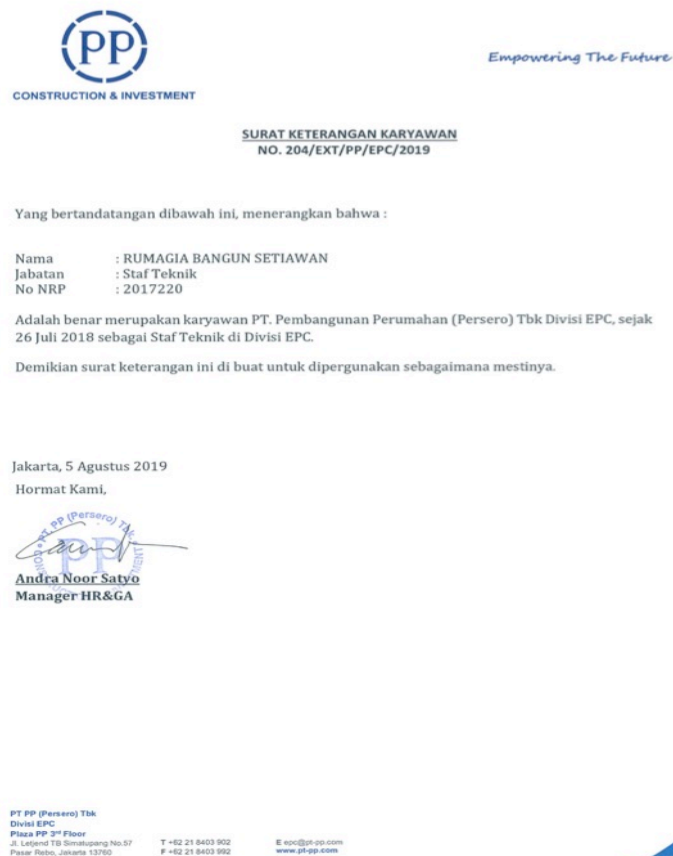 PP
CONSTRUCTION & INVESTMENT
Empowering The Future
SURAT KETERANGAN KARYAWAN
NO. 204/EXT/PP/EPC/2019
Yang bertandatangan dibawah ini, menerangkan bahwa :
Nama : RUMAGIA BANGUN SETIAWAN
Jabatan : Staf Teknik
No NRP : 2017220
Adalah benar merupakan karyawan PT. Pembangunan Perumahan (Persero) Tbk Divisi EPC, sejak
26 Juli 2018 sebagai Staf Teknik di Divisi EPC.
Demikian surat keterangan ini di buat untuk dipergunakan sebagaimana mestinya.
Jakarta, 5 Agustus 2019
Hormat Kami,
PT. PP (Persero) Tbk.
PP
Andra Noor Satyo
Manager HR&GA
PT PP (Persero) Tbk
Divisi EPC
Plaza PP 3rd Floor
Jl. Letjend TB Simatupang No.57 T +62 21 8403 902 E epc@pt-pp.com
Pasar Rebo, Jakarta 13760 F +62 21 8403 992 www.pt-pp.com